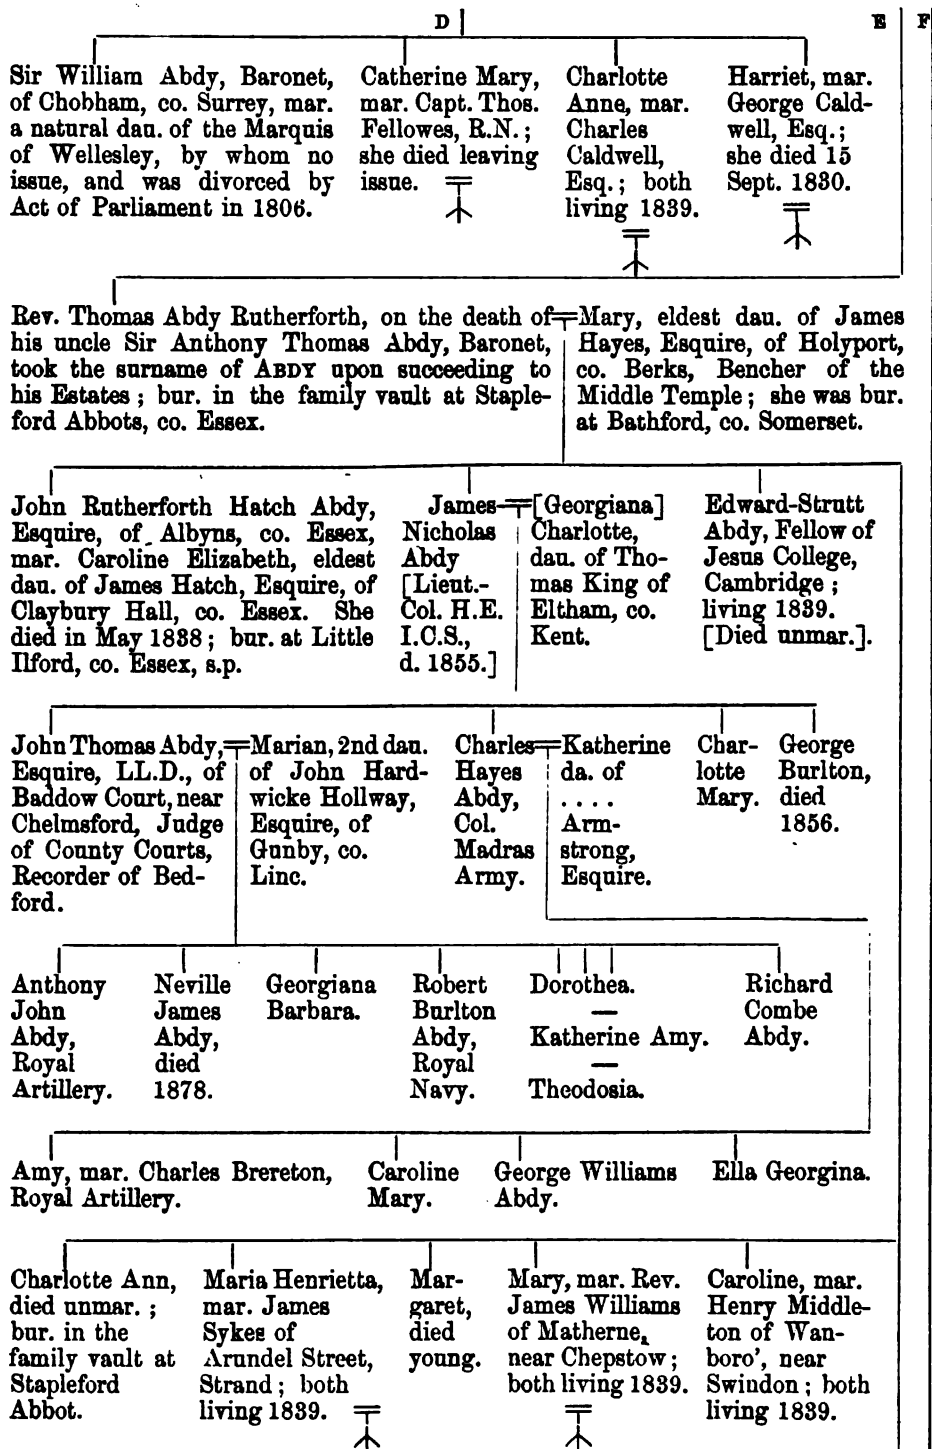 D
E F
Sir William Abdy, Baronet,
of Chobham, co. Surrey, mar.
a natural dau. of the Marquis
of Wellesley, by whom no
issue, and was divorced by
Act of Parliament in 1806.
Catherine Mary,
mar. Capt. Thos.
Fellowes, R.N.;
she died leaving
issue.
Charlotte
Anne, mar.
Charles
Caldwell,
Esq.; both
living 1839.
Harriet, mar.
George Cald-
well, Esq.;
she died 15
Sept. 1830.
Rev. Thomas Abdy Rutherforth, on the death of
his uncle Sir Anthony Thomas Abdy, Baronet,
took the surname of ABDY upon succeeding to
his Estates; bur. in the family vault at Staple-
ford Abbots, co. Essex.
Mary, eldest dau. of James
Hayes, Esquire, of Holyport,
co. Berks, Bencher of the
Middle Temple; she was bur.
at Bathford, co. Somerset.
John Rutherforth Hatch Abdy,
Esquire, of Albyns, co. Essex,
mar. Caroline Elizabeth, eldest
dau. of James Hatch, Esquire, of
Claybury Hall, co. Essex. She
died in May 1838; bur. at Little
Ilford, co. Essex, s.p.
James
Nicholas
Abdy
[Lieut.-
Col. H.E.
I.C.S.,
d. 1855.]
[Georgiana]
Charlotte,
dau. of Tho-
mas King of
Eltham, co.
Kent.
Edward-Strutt
Abdy, Fellow of
Jesus College,
Cambridge;
living 1839.
[Died unmar.].
John Thomas Abdy,
Esquire, LL.D., of
Baddow Court, near
Chelmsford, Judge
of County Courts,
Recorder of Bed-
ford.
Marian, 2nd dau.
of John Hard-
wicke Hollway,
Esquire, of
Gunby, co.
Linc.
Charles
Hayes
Abdy,
Col.
Madras
Army.
Katherine
da. of
. . . .
Arm-
strong,
Esquire.
Char-
lotte
Mary.
George
Burlton,
died
1856.
Anthony
John
Abdy,
Royal
Artillery.
Neville
James
Abdy,
died
1878.
Georgiana
Barbara.
Robert
Burlton
Abdy,
Royal
Navy.
Dorothea.
—
Katherine Amy.
—
Theodosia.
Richard
Combe
Abdy.
Amy, mar. Charles Brereton,
Royal Artillery.
Caroline
Mary.
George Williams
Abdy.
Ella Georgina.
Charlotte Ann,
died unmar.;
bur. in the
family vault at
Stapleford
Abbot.
Maria Henrietta,
mar. James
Sykes of
Arundel Street,
Strand; both
living 1839.
Mar-
garet,
died
young.
Mary, mar. Rev.
James Williams
of Matherne,
near Chepstow;
both living 1839.
Caroline, mar.
Henry Middle-
ton of Wan-
boro', near
Swindon; both
living 1839.